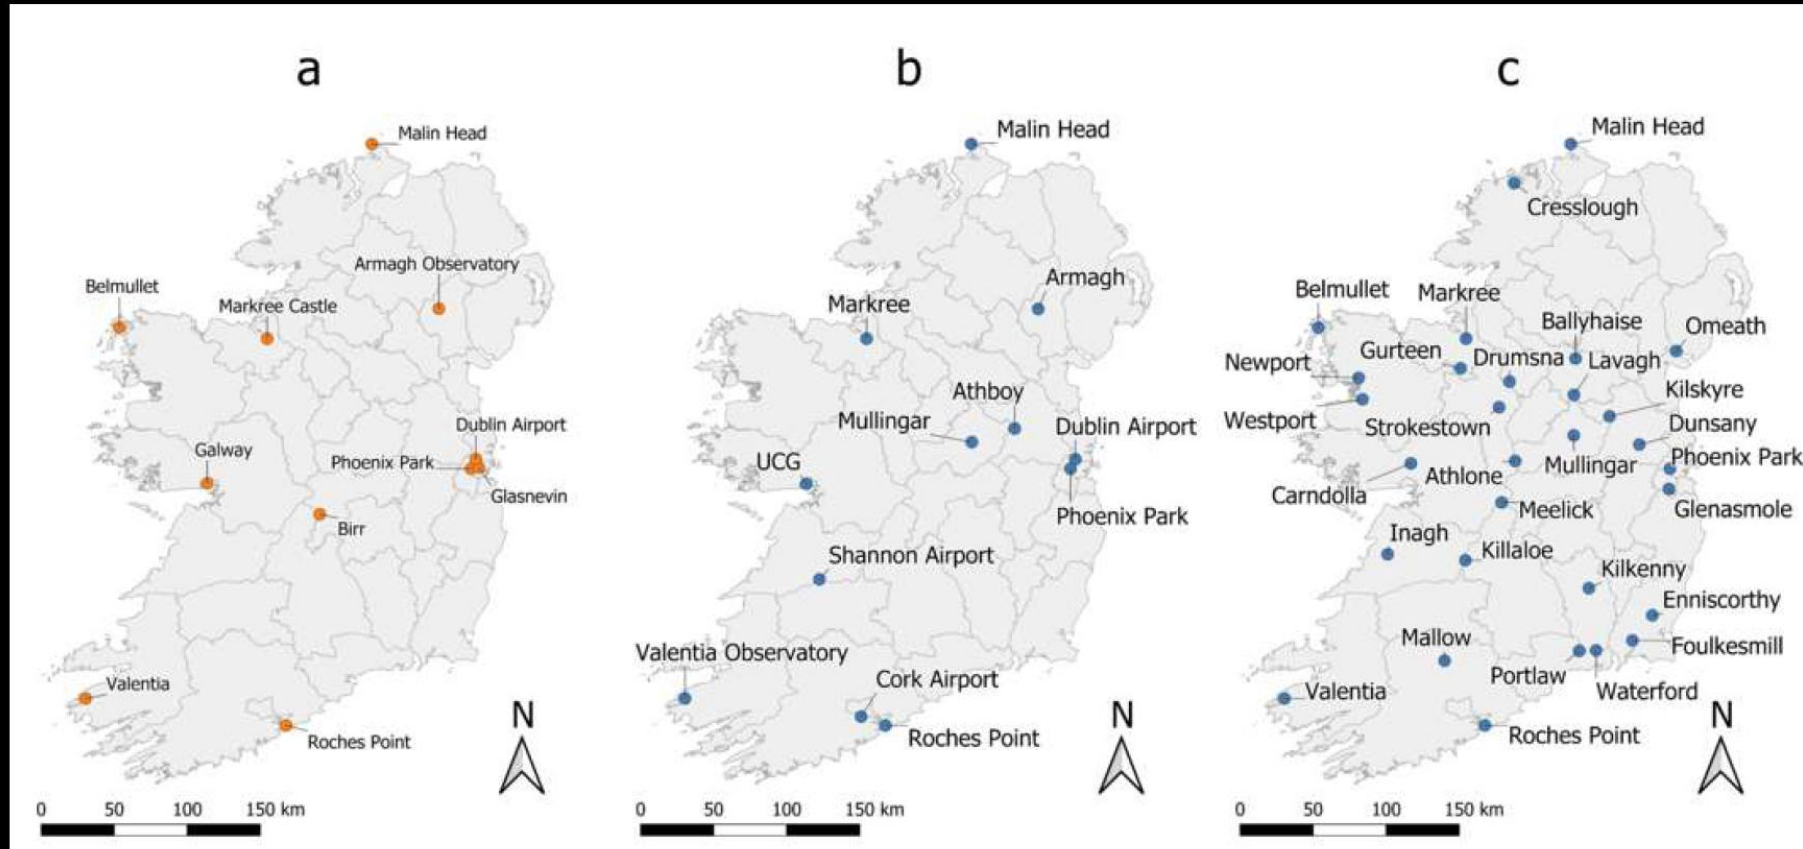 a
Malin Head
Armagh Observatory
Belmullet
Markree Castle
Dublin Airport
Galway
Phoenix Park
Glasnevin
Birr
Valentia
Roches Point
N
0 50 100 150 km
b
Malin Head
Armagh
Markree
Athboy
Mullingar
Dublin Airport
UCG
Phoenix Park
Shannon Airport
Valentia Observatory
Cork Airport
Roches Point
N
0 50 100 150 km
c
Malin Head
Cresslough
Belmullet
Markree
Ballyhaise
Omeath
Gurteen
Drumsna
Lavagh
Newport
Kilskyre
Westport
Strokestown
Dunsany
Athlone
Mullingar
Phoenix Park
Carndolla
Meelick
Glenasmole
Inagh
Killaloe
Kilkenny
Enniscorthy
Mallow
Foulkesmill
Portlaw
Waterford
Valentia
Roches Point
N
0 50 100 150 km